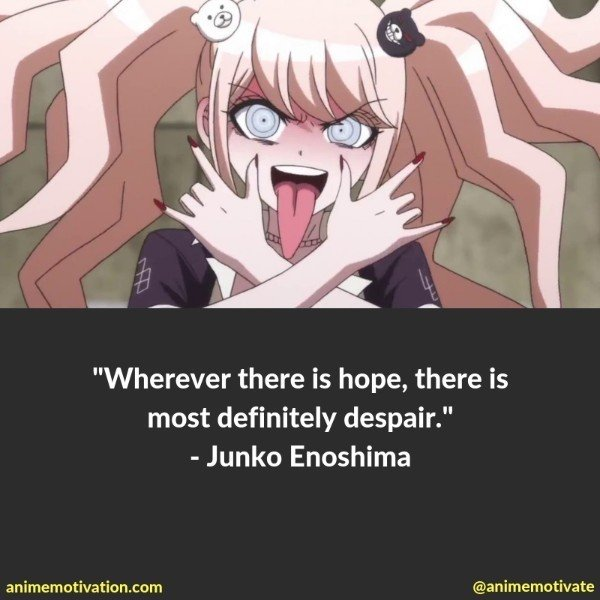 "Wherever there is hope, there is
most definitely despair."
- Junko Enoshima
animemotivation.com
@animemotivate